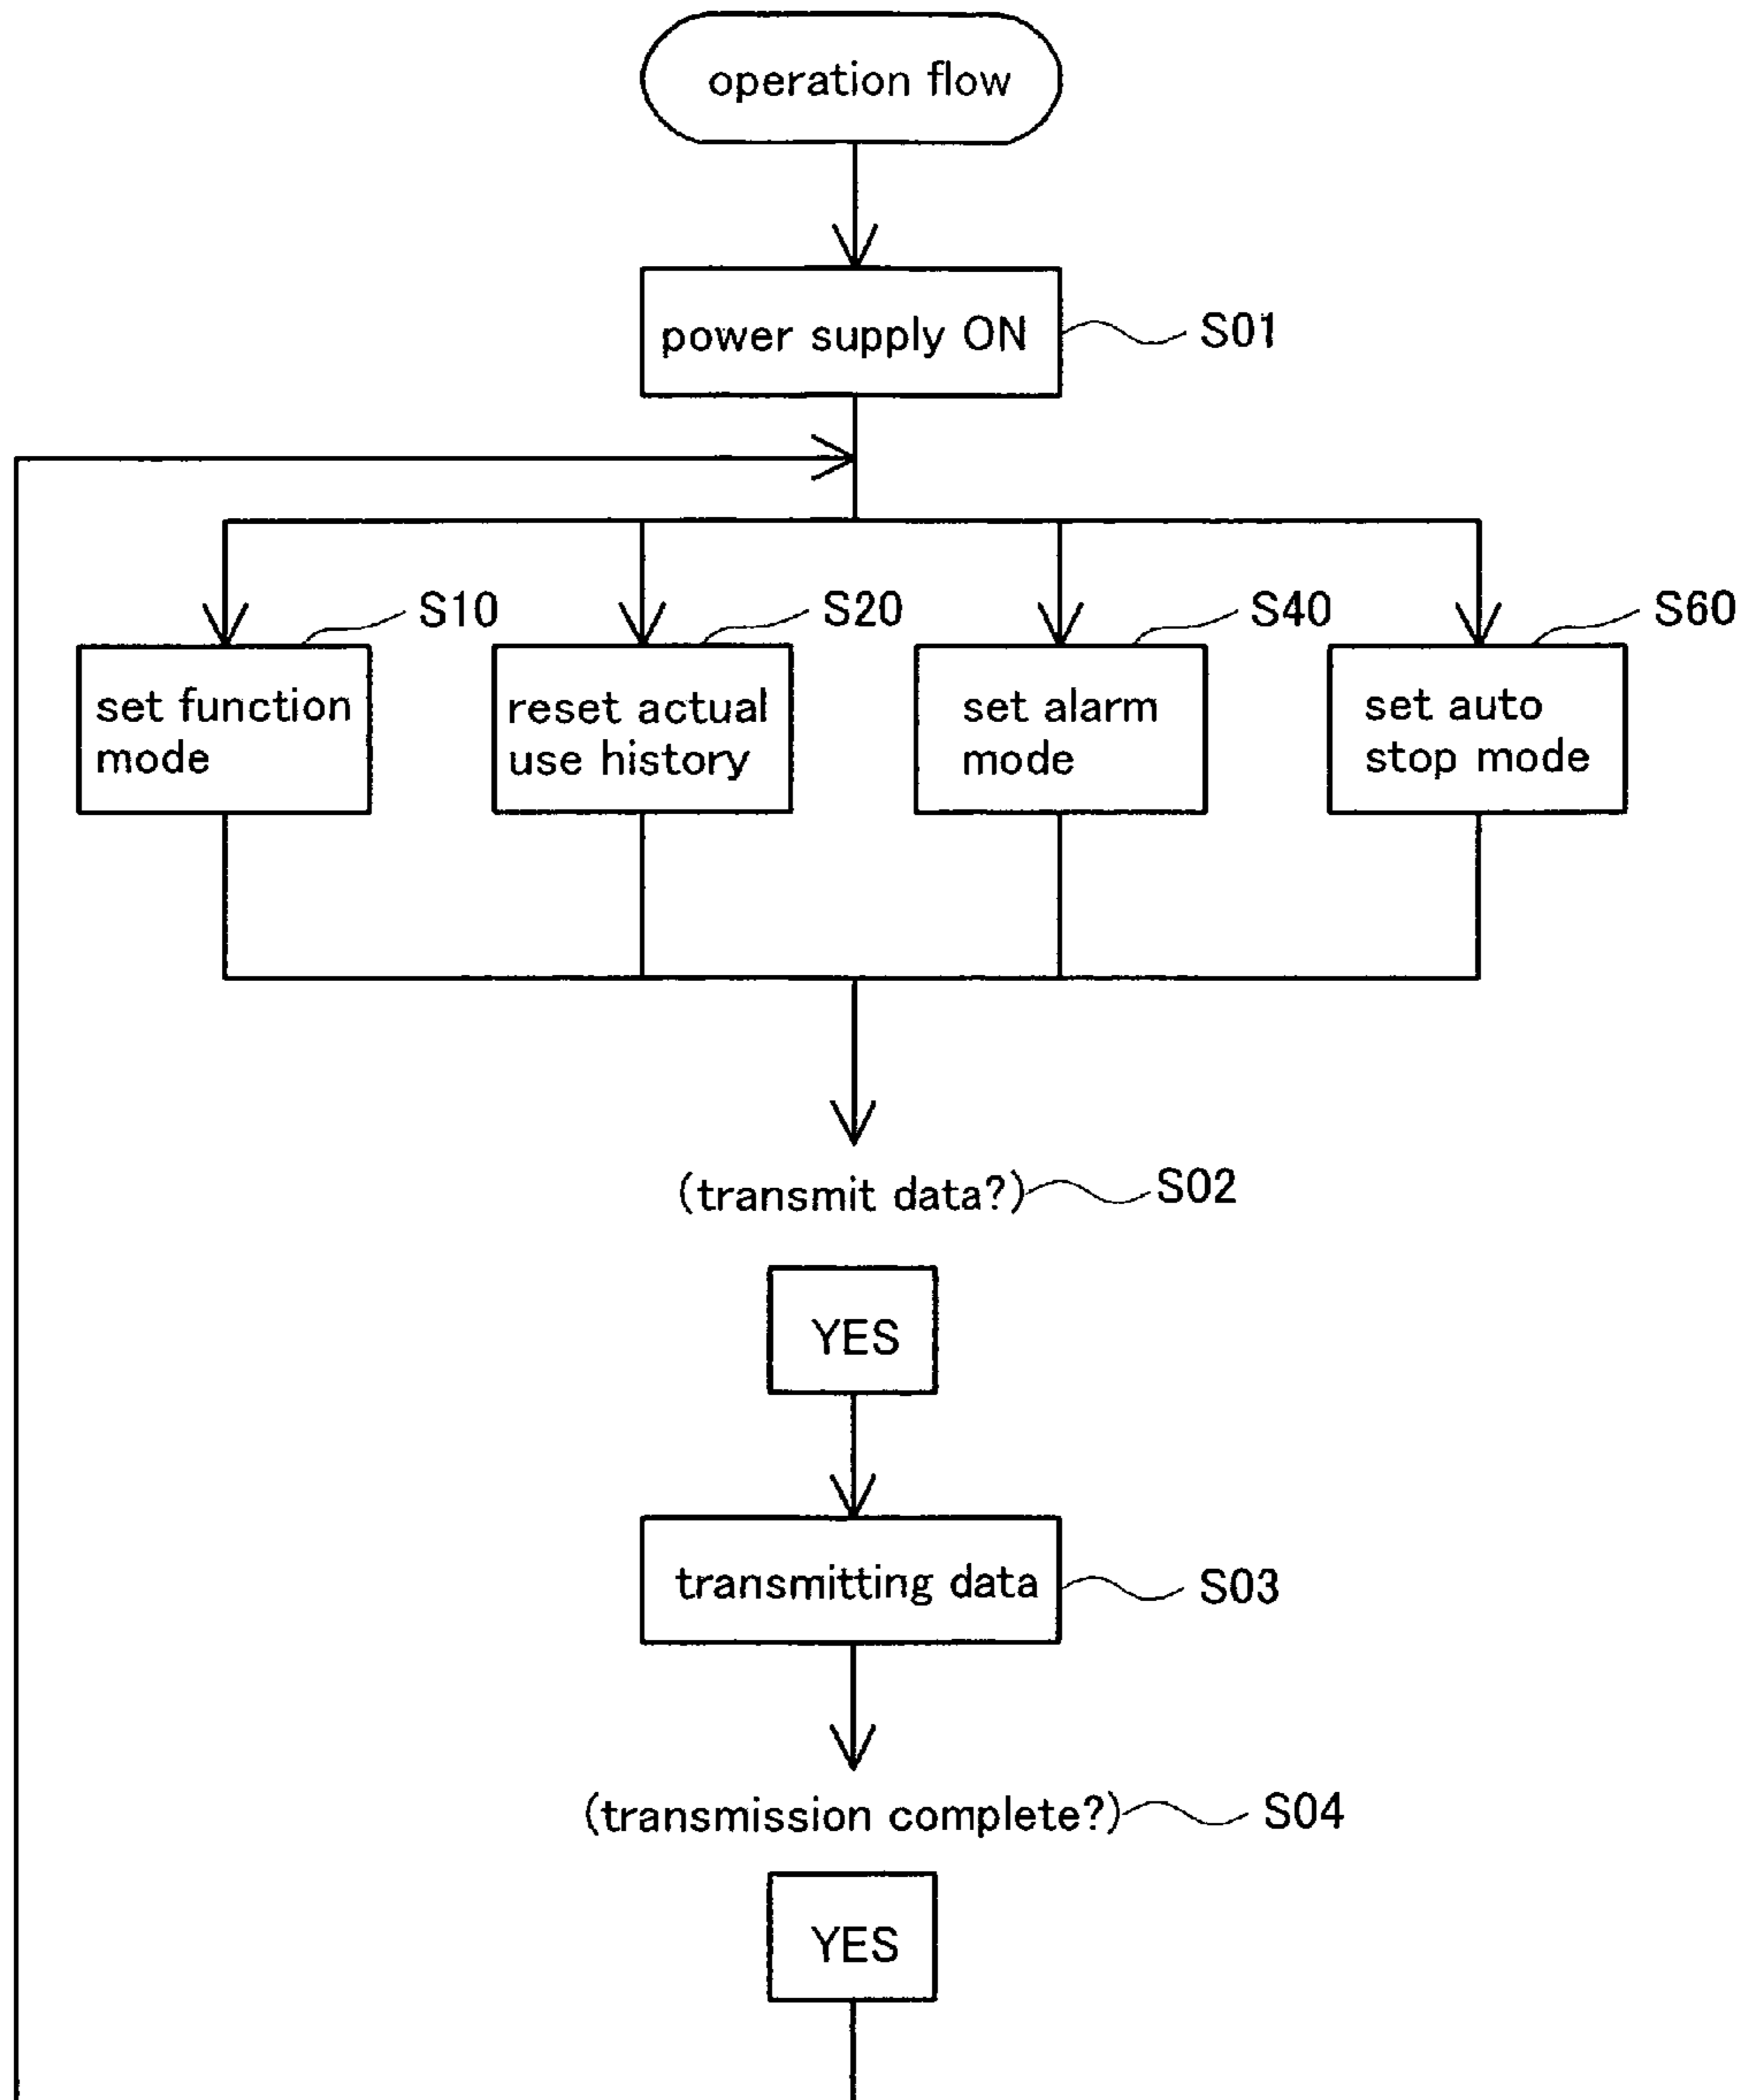 operation flow
power supply ON
S01
S10
S20
S40
S60
set function
mode
reset actual
use history
set alarm
mode
set auto
stop mode
(transmit data?)
S02
YES
transmitting data
S03
(transmission complete?)
S04
YES